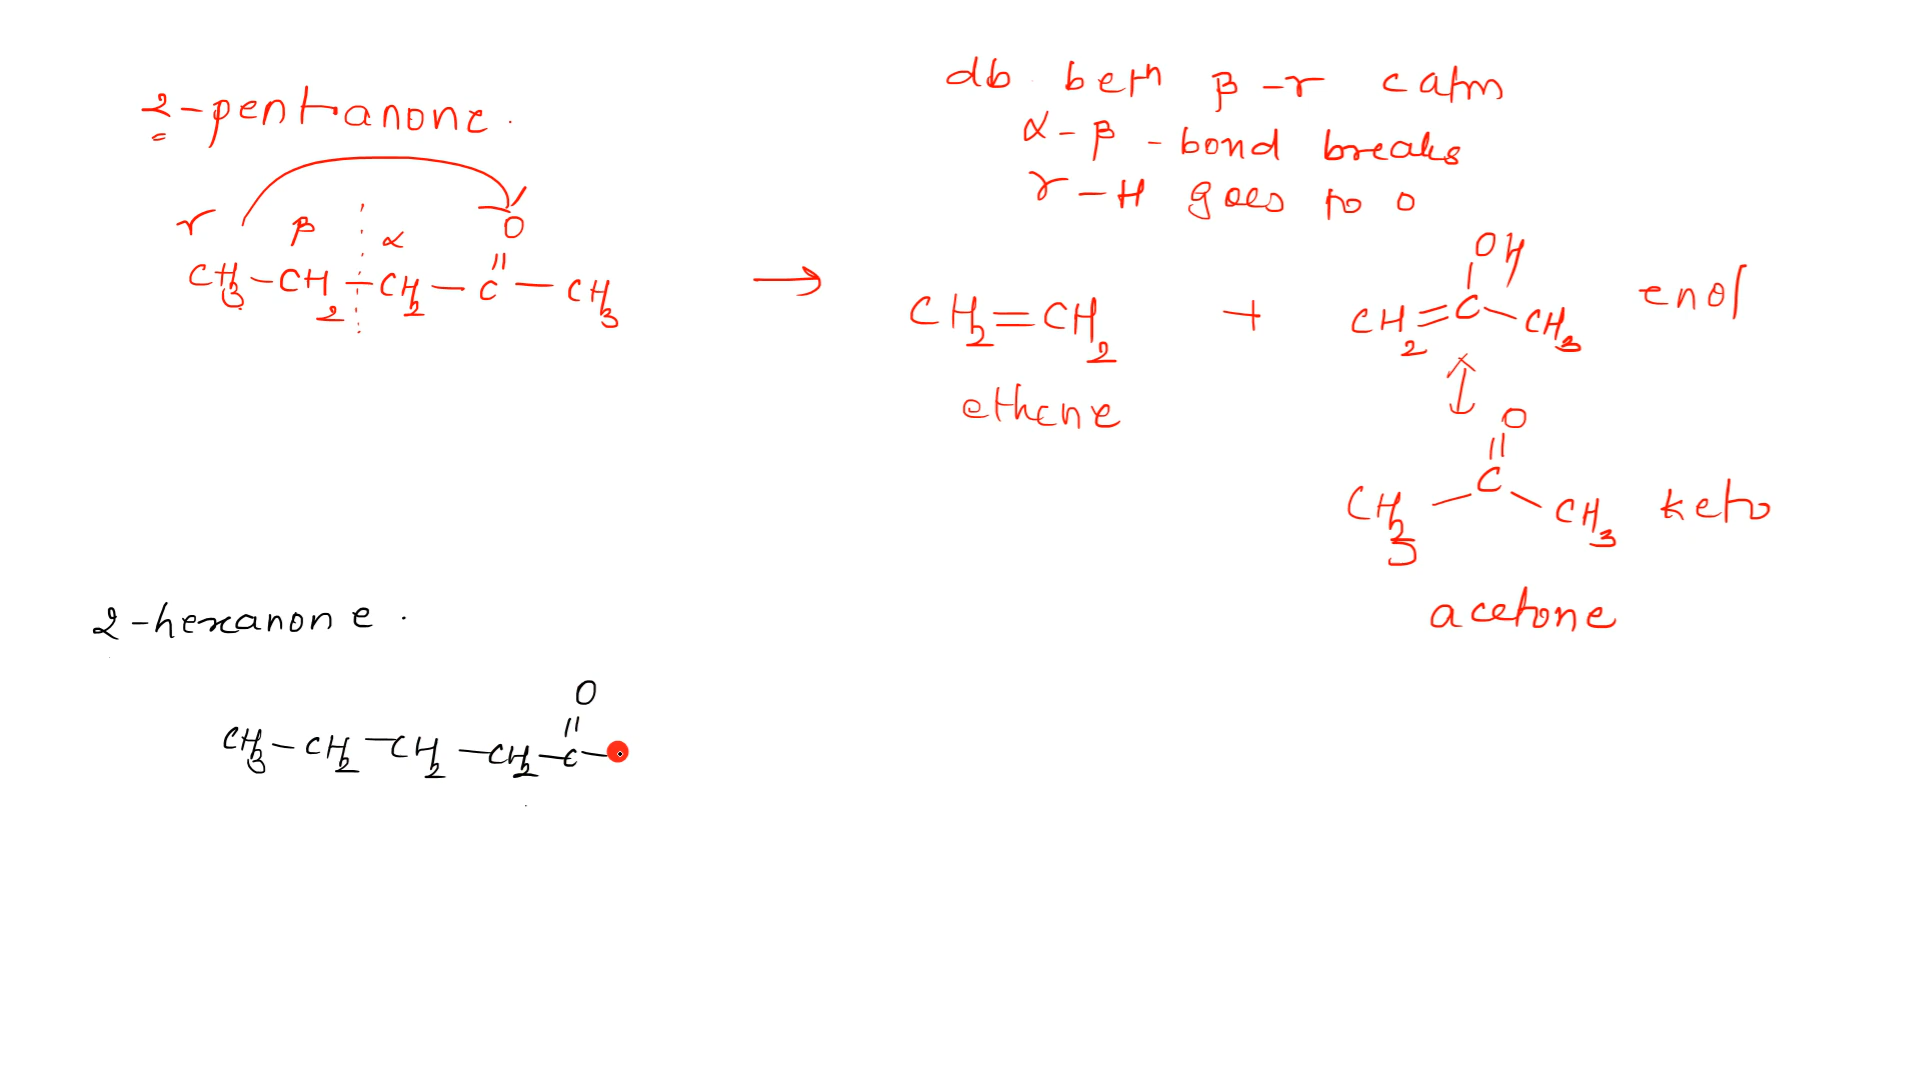 2-pentanone.
γ β α O
CH3-CH2-CH2-C-CH3
db betn β-γ catm
α-β-bond breaks
γ-H goes to O
→
CH2=CH2 + CH2=C-CH3 enol
OH
ethene
O
CH3-C-CH3 keto
acetone
2-hexanone.
O
CH3-CH2-CH2-CH2-C-